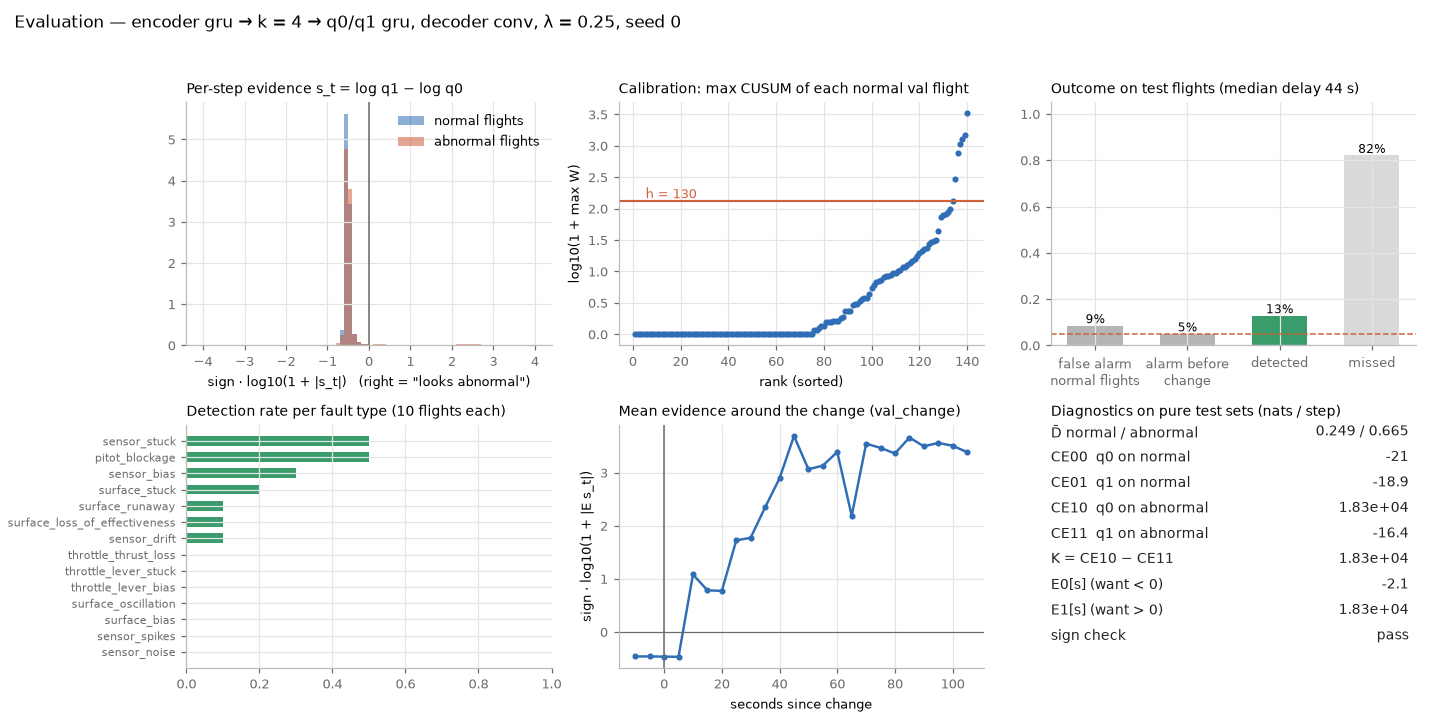 Evaluation — encoder gru → k = 4 → q0/q1 gru, decoder conv, λ = 0.25, seed 0
Per-step evidence s_t = log q1 − log q0
normal flights
abnormal flights
5
4
3
2
1
0
−4
−3
−2
−1
0
1
2
3
4
sign · log10(1 + |s_t|)   (right = "looks abnormal")
Calibration: max CUSUM of each normal val flight
log10(1 + max W)
3.5
3.0
2.5
2.0
1.5
1.0
0.5
0.0
h = 130
0
20
40
60
80
100
120
140
rank (sorted)
Outcome on test flights (median delay 44 s)
1.0
0.8
0.6
0.4
0.2
0.0
9%
5%
13%
82%
false alarm
normal flights
alarm before
change
detected
missed
Detection rate per fault type (10 flights each)
sensor_stuck
pitot_blockage
sensor_bias
surface_stuck
surface_runaway
surface_loss_of_effectiveness
sensor_drift
throttle_thrust_loss
throttle_lever_stuck
throttle_lever_bias
surface_oscillation
surface_bias
sensor_spikes
sensor_noise
0.0
0.2
0.4
0.6
0.8
1.0
Mean evidence around the change (val_change)
sign · log10(1 + |E s_t|)
3
2
1
0
0
20
40
60
80
100
seconds since change
Diagnostics on pure test sets (nats / step)
D̄ normal / abnormal 0.249 / 0.665
CE00  q0 on normal -21
CE01  q1 on normal -18.9
CE10  q0 on abnormal 1.83e+04
CE11  q1 on abnormal -16.4
K = CE10 − CE11 1.83e+04
E0[s] (want < 0) -2.1
E1[s] (want > 0) 1.83e+04
sign check pass